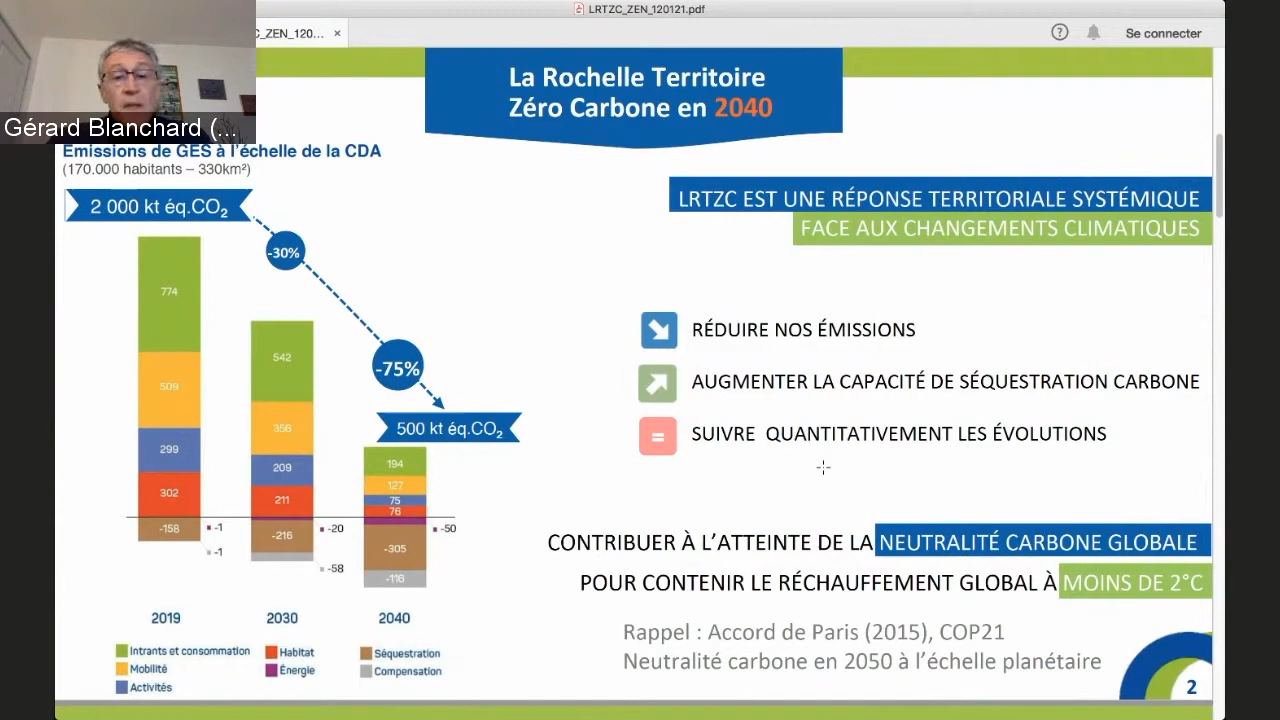 LRTZC_ZEN_120121.pdf
C_ZEN_120... ×
? Se connecter
Gérard Blanchard (...
La Rochelle Territoire
Zéro Carbone en 2040
Emissions de GES à l'échelle de la CDA
(170.000 habitants – 330km²)
2 000 kt éq.CO₂
-30%
-75%
500 kt éq.CO₂
774
509
299
302
-158
-1
-1
542
356
209
211
-216
-20
-58
194
127
75
76
-305
-116
-50
2019 2030 2040
Intrants et consommation
Mobilité
Activités
Habitat
Énergie
Séquestration
Compensation
LRTZC EST UNE RÉPONSE TERRITORIALE SYSTÉMIQUE
FACE AUX CHANGEMENTS CLIMATIQUES
RÉDUIRE NOS ÉMISSIONS
AUGMENTER LA CAPACITÉ DE SÉQUESTRATION CARBONE
= SUIVRE QUANTITATIVEMENT LES ÉVOLUTIONS
CONTRIBUER À L'ATTEINTE DE LA NEUTRALITÉ CARBONE GLOBALE
POUR CONTENIR LE RÉCHAUFFEMENT GLOBAL À MOINS DE 2°C
Rappel : Accord de Paris (2015), COP21
Neutralité carbone en 2050 à l'échelle planétaire
2